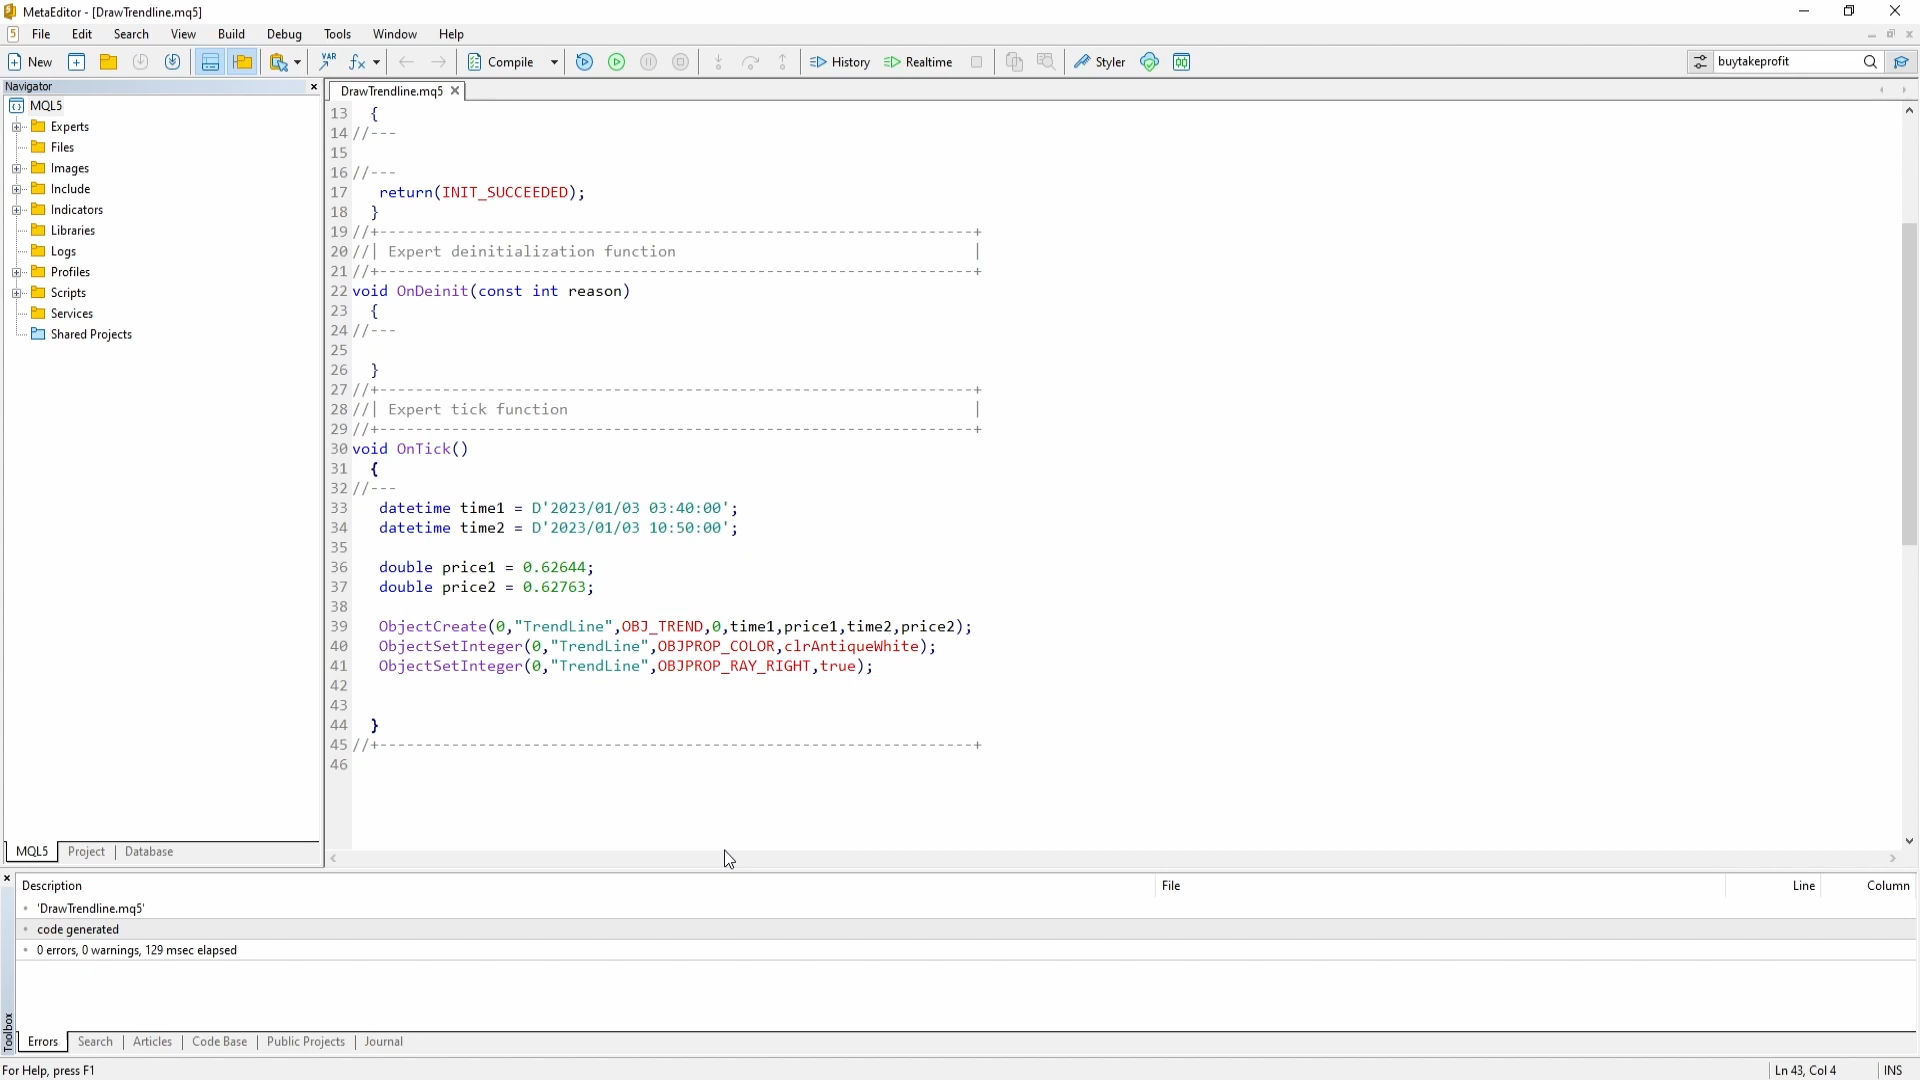 MetaEditor - [DrawTrendline.mq5]
5 File Edit Search View Build Debug Tools Window Help
New VAR fx Compile History Realtime Styler buytakeprofit
Navigator
MQL5
Experts
Files
Images
Include
Indicators
Libraries
Logs
Profiles
Scripts
Services
Shared Projects
MQL5 Project Database
DrawTrendline.mq5
13 {
14 //---
15
16 //---
17 return(INIT_SUCCEEDED);
18 }
19 //+------------------------------------------------------------------+
20 //| Expert deinitialization function |
21 //+------------------------------------------------------------------+
22 void OnDeinit(const int reason)
23 {
24 //---
25
26 }
27 //+------------------------------------------------------------------+
28 //| Expert tick function |
29 //+------------------------------------------------------------------+
30 void OnTick()
31 {
32 //---
33 datetime time1 = D'2023/01/03 03:40:00';
34 datetime time2 = D'2023/01/03 10:50:00';
35
36 double price1 = 0.62644;
37 double price2 = 0.62763;
38
39 ObjectCreate(0,"TrendLine",OBJ_TREND,0,time1,price1,time2,price2);
40 ObjectSetInteger(0,"TrendLine",OBJPROP_COLOR,clrAntiqueWhite);
41 ObjectSetInteger(0,"TrendLine",OBJPROP_RAY_RIGHT,true);
42
43
44 }
45 //+------------------------------------------------------------------+
46
Description File Line Column
'DrawTrendline.mq5'
code generated
0 errors, 0 warnings, 129 msec elapsed
Toolbox
Errors Search Articles Code Base Public Projects Journal
For Help, press F1 Ln 43, Col 4 INS